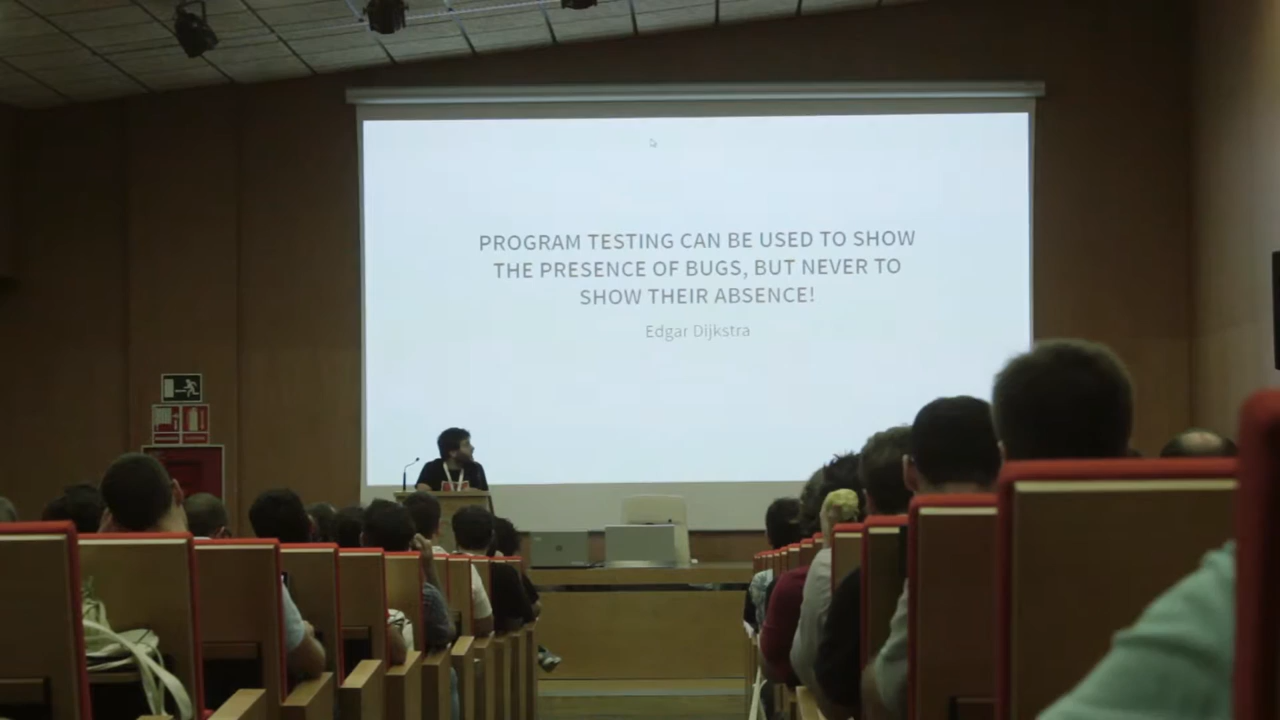 PROGRAM TESTING CAN BE USED TO SHOW
THE PRESENCE OF BUGS, BUT NEVER TO
SHOW THEIR ABSENCE!
Edgar Dijkstra